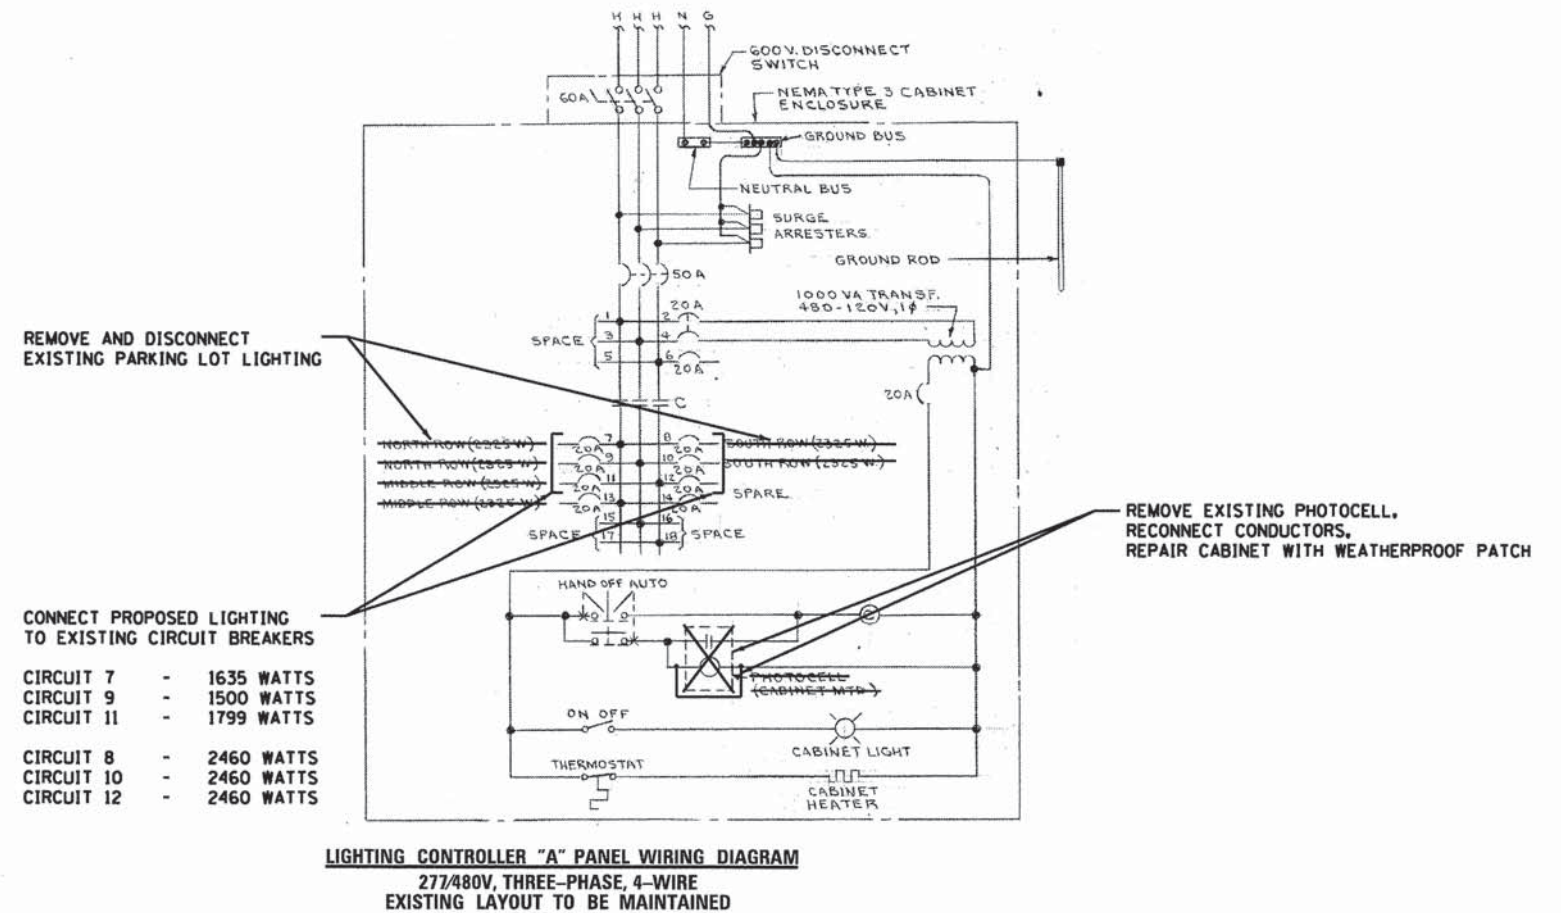 H H H N G
600V. DISCONNECT
SWITCH
60A
NEMA TYPE 3 CABINET
ENCLOSURE
GROUND BUS
NEUTRAL BUS
SURGE
ARRESTERS
GROUND ROD
50A
1000 VA TRANSF.
480-120V, 1φ
20A
1 2
SPACE 3 4
5 6
20A
20A
C
REMOVE AND DISCONNECT
EXISTING PARKING LOT LIGHTING
NORTH ROW (2325 W) 7 8 SOUTH ROW (2325 W.)
20A 20A
NORTH ROW (2325 W) 9 10 SOUTH ROW (2325 W.)
20A 20A
MIDDLE ROW (2325 W) 11 12
20A 20A
MIDDLE ROW (2325 W) 13 14 SPARE
20A 20A
15 16
SPACE 17 18 SPACE
REMOVE EXISTING PHOTOCELL,
RECONNECT CONDUCTORS,
REPAIR CABINET WITH WEATHERPROOF PATCH
HAND OFF AUTO
C
PHOTOCELL
(CABINET MTD.)
ON OFF
CABINET LIGHT
THERMOSTAT
CABINET
HEATER
CONNECT PROPOSED LIGHTING
TO EXISTING CIRCUIT BREAKERS
CIRCUIT 7 - 1635 WATTS
CIRCUIT 9 - 1500 WATTS
CIRCUIT 11 - 1799 WATTS
CIRCUIT 8 - 2460 WATTS
CIRCUIT 10 - 2460 WATTS
CIRCUIT 12 - 2460 WATTS
LIGHTING CONTROLLER "A" PANEL WIRING DIAGRAM
277/480V, THREE-PHASE, 4-WIRE
EXISTING LAYOUT TO BE MAINTAINED